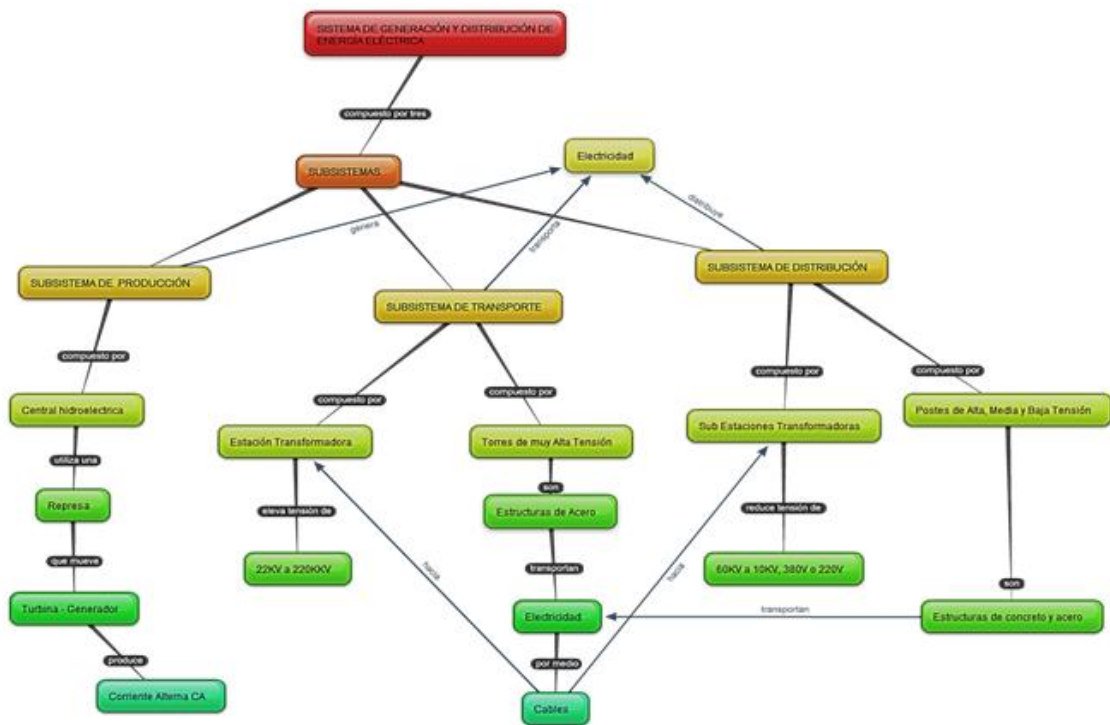 SISTEMA DE GENERACIÓN Y DISTRIBUCIÓN DE
ENERGÍA ELÉCTRICA
compuesto por tres
Electricidad
SUBSISTEMAS
genera
transporta
distribuye
SUBSISTEMA DE PRODUCCIÓN
SUBSISTEMA DE TRANSPORTE
SUBSISTEMA DE DISTRIBUCIÓN
compuesto por
compuesto por
compuesto por
compuesto por
compuesto por
Central hidroelectrica
Estación Transformadora
Torres de muy Alta Tensión
Sub Estaciones Transformadoras
Postes de Alta, Media y Baja Tensión
utiliza una
son
Represa
eleva tensión de
Estructuras de Acero
reduce tensión de
que mueve
22KV a 220KKV
transportan
hacia
hacia
60KV a 10KV, 380V o 220V
son
Turbina - Generador
Electricidad
transportan
Estructuras de concreto y acero
produce
por medio
Corriente Alterna CA
Cables